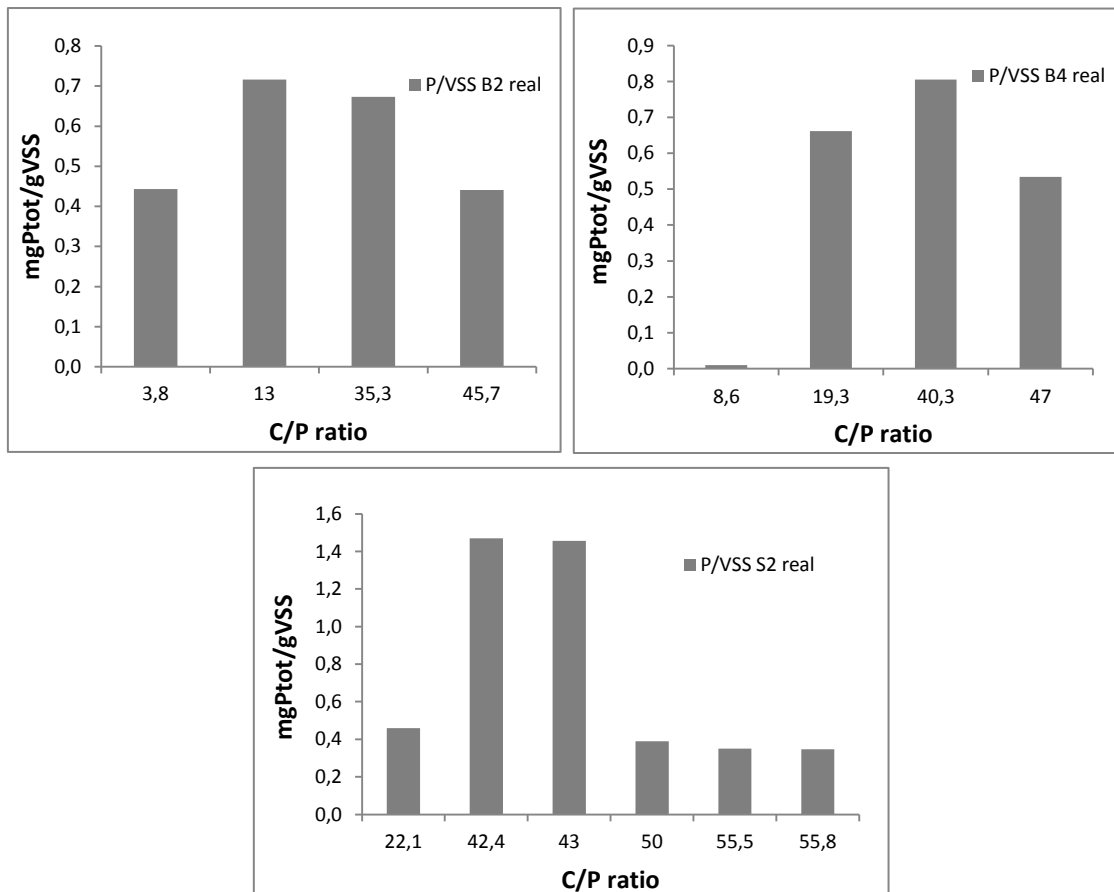 0,8
0,7
0,6
0,5
0,4
0,3
0,2
0,1
0,0
mgPtot/gVSS
P/VSS B2 real
3,8 13 35,3 45,7
C/P ratio
0,9
0,8
0,7
0,6
0,5
0,4
0,3
0,2
0,1
0,0
mgPtot/gVSS
P/VSS B4 real
8,6 19,3 40,3 47
C/P ratio
1,6
1,4
1,2
1,0
0,8
0,6
0,4
0,2
0,0
mgPtot/gVSS
P/VSS S2 real
22,1 42,4 43 50 55,5 55,8
C/P ratio